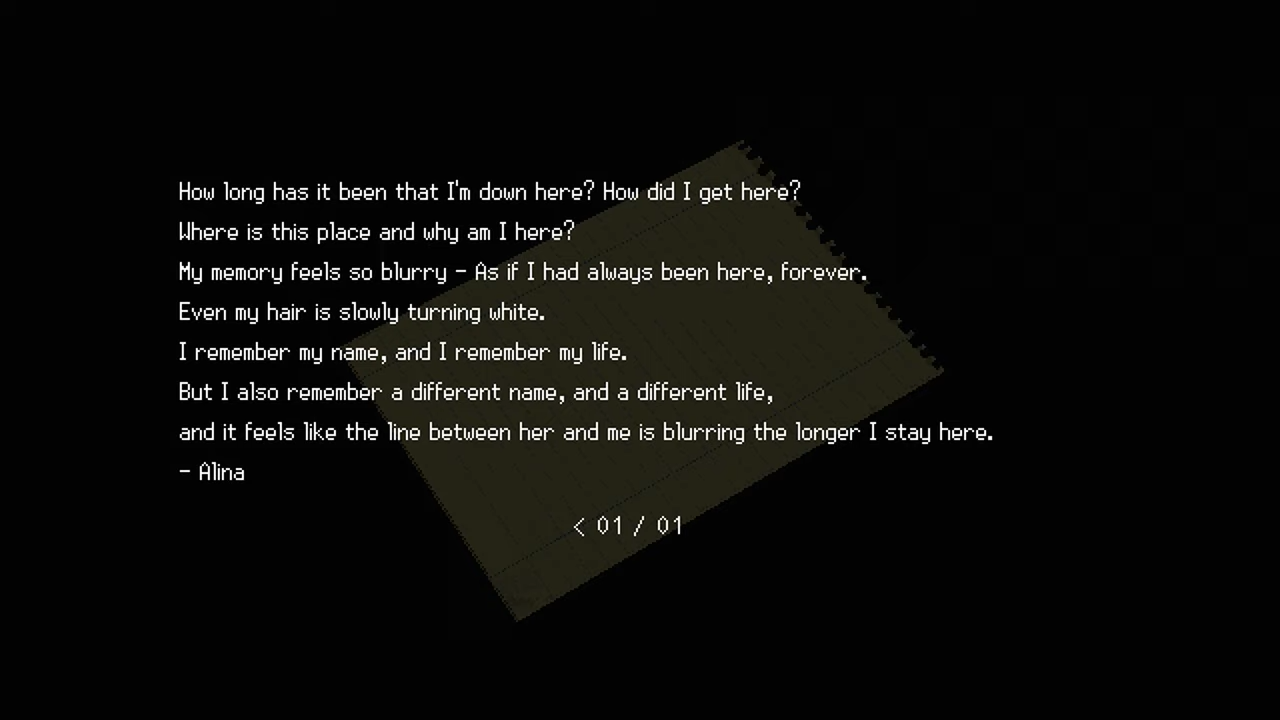 How long has it been that I'm down here? How did I get here?
Where is this place and why am I here?
My memory feels so blurry - As if I had always been here, forever.
Even my hair is slowly turning white.
I remember my name, and I remember my life.
But I also remember a different name, and a different life,
and it feels like the line between her and me is blurring the longer I stay here.
- Alina
< 01 / 01